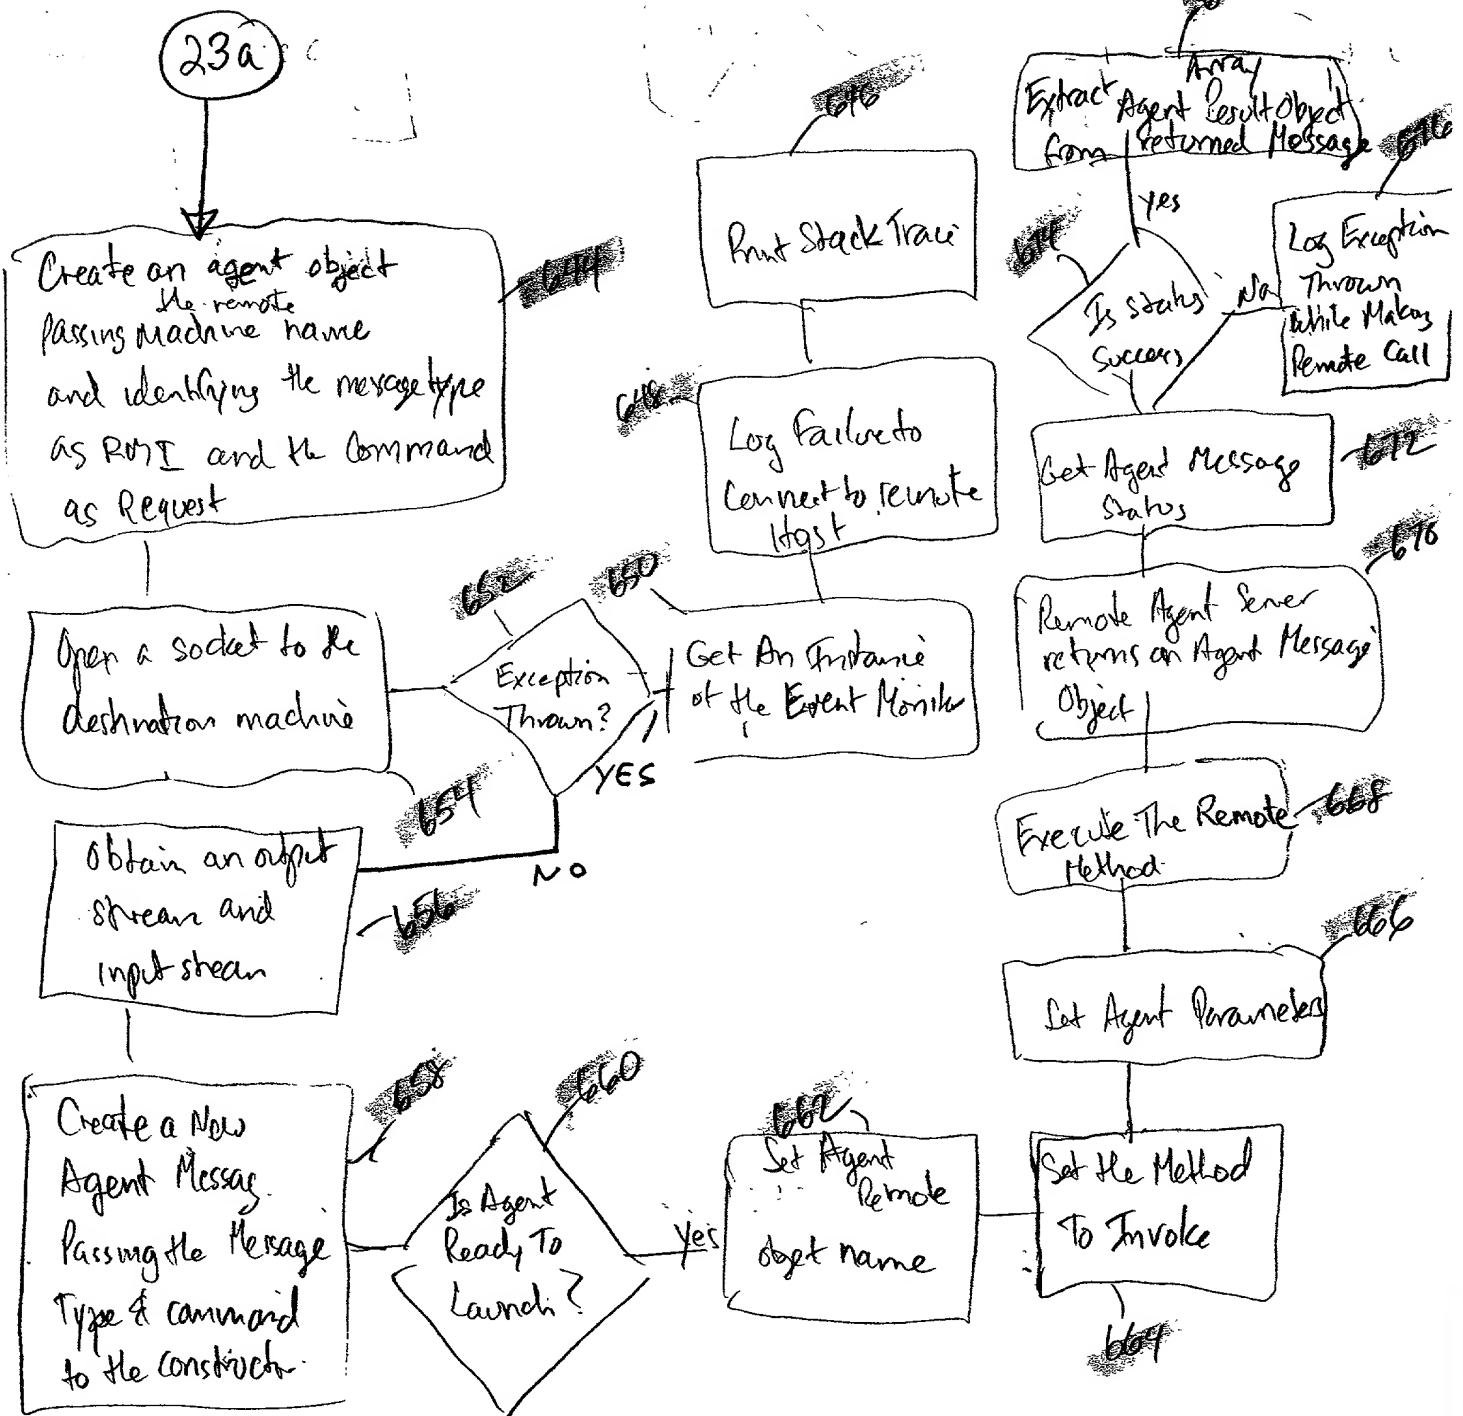 23a
Create an agent object
the remote
Passing Machine name
and identifying the message type
as RMI and the Command
as Request
644
Open a socket to the
destination machine
654
Obtain an output
stream and
input stream
656
Create a New
Agent Messag
Passing the Message
Type & command
to the constructor
658
646
Print Stack Trace
648
Log Failure to
Connect to remote
Host
652
650
Exception
Thrown?
YES
NO
Get An Instance
of the Event Monitor
660
Is Agent
Ready To
Launch?
yes
662
Set Agent
Remote
objet name
Set the Method
To Invoke
664
Set Agent Parameters
666
Execute The Remote
Method
668
Remote Agent Server
returns an Agent Message
Object
670
Get Agent Message
Status
672
Is Status
Success
674
yes
No
Log Exception
Thrown
While Making
Remote Call
676
Array
Extract Agent Result Object
from returned Message